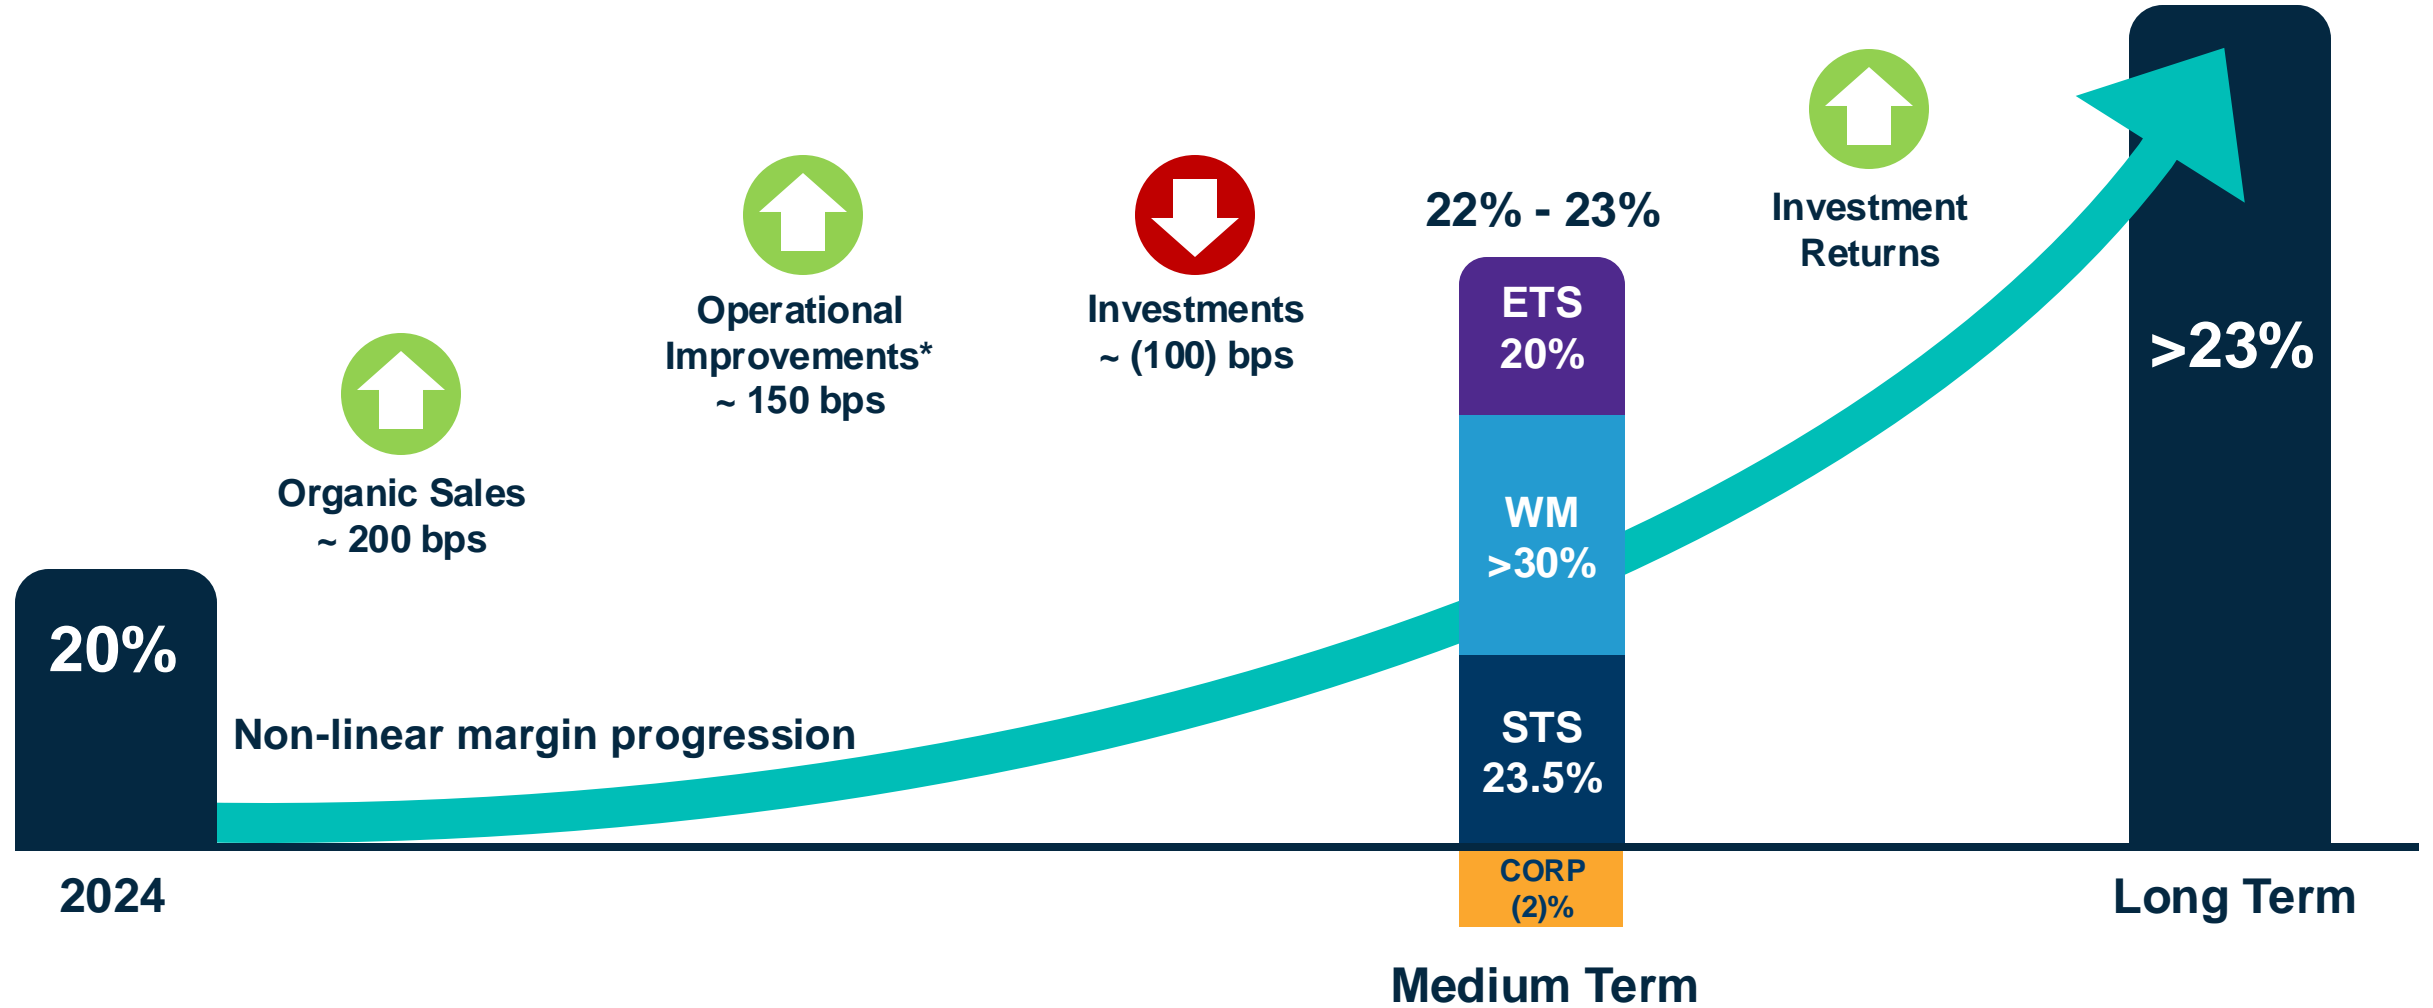 20%
2024
Non-linear margin progression
Organic Sales
~ 200 bps
Operational
Improvements*
~ 150 bps
Investments
~ (100) bps
22% - 23%
ETS
20%
WM
>30%
STS
23.5%
CORP
(2)%
Medium Term
Investment
Returns
>23%
Long Term